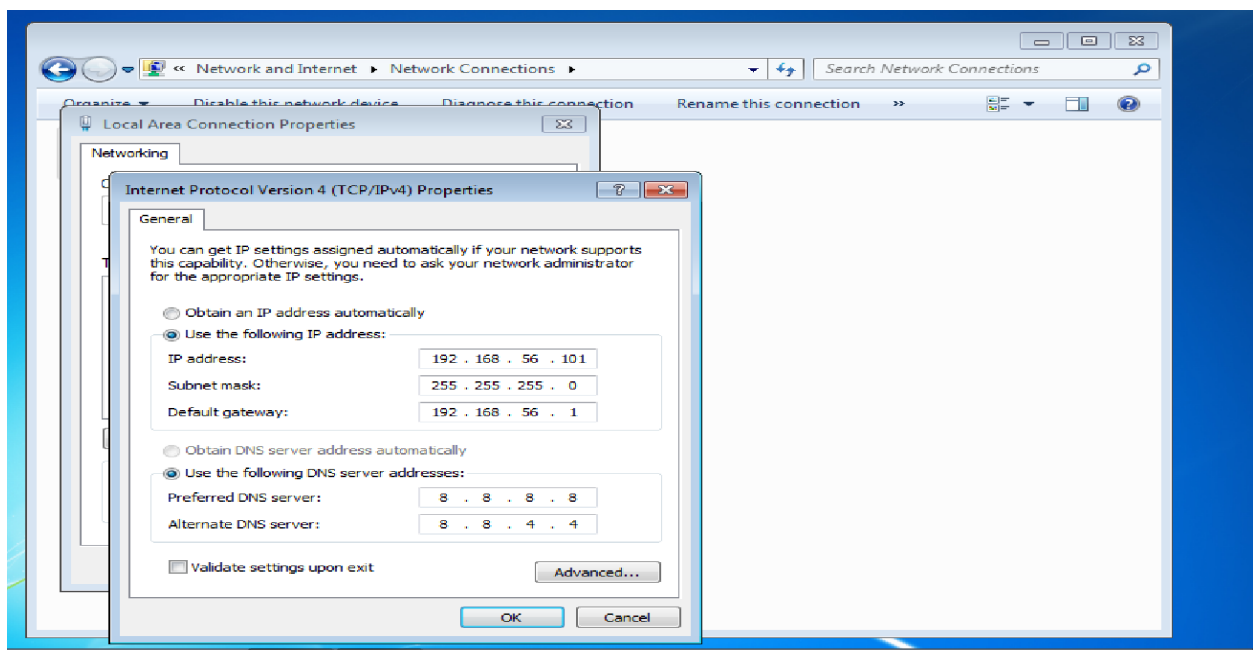 « Network and Internet ▸ Network Connections ▸
Search Network Connections
Organize Disable this network device Diagnose this connection Rename this connection »
Local Area Connection Properties
Networking
Internet Protocol Version 4 (TCP/IPv4) Properties
General
You can get IP settings assigned automatically if your network supports
this capability. Otherwise, you need to ask your network administrator
for the appropriate IP settings.
Obtain an IP address automatically
Use the following IP address:
IP address: 192 . 168 . 56 . 101
Subnet mask: 255 . 255 . 255 . 0
Default gateway: 192 . 168 . 56 . 1
Obtain DNS server address automatically
Use the following DNS server addresses:
Preferred DNS server: 8 . 8 . 8 . 8
Alternate DNS server: 8 . 8 . 4 . 4
Validate settings upon exit
Advanced...
OK Cancel